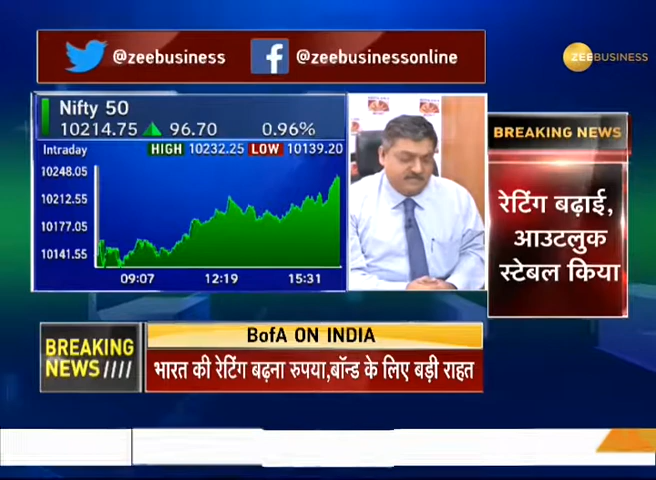 @zeebusiness @zeebusinessonline
ZEEBUSINESS
Nifty 50
10214.75 96.70 0.96%
Intraday HIGH 10232.25 LOW 10139.20
10248.05
10212.55
10177.05
10141.55
09:07 12:19 15:31
BREAKING NEWS
रेटिंग बढ़ाई,
आउटलुक
स्टेबल किया
BREAKING
NEWS ////
BofA ON INDIA
भारत की रेटिंग बढ़ना रुपया,बॉन्ड के लिए बड़ी राहत